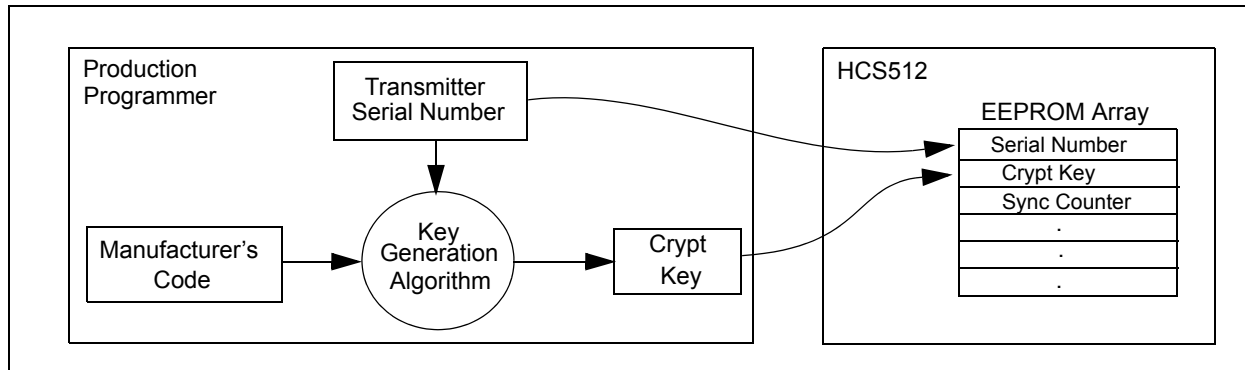 Production
Programmer
Transmitter
Serial Number
Manufacturer's
Code
Key
Generation
Algorithm
Crypt
Key
HCS512
EEPROM Array
Serial Number
Crypt Key
Sync Counter
.
.
.